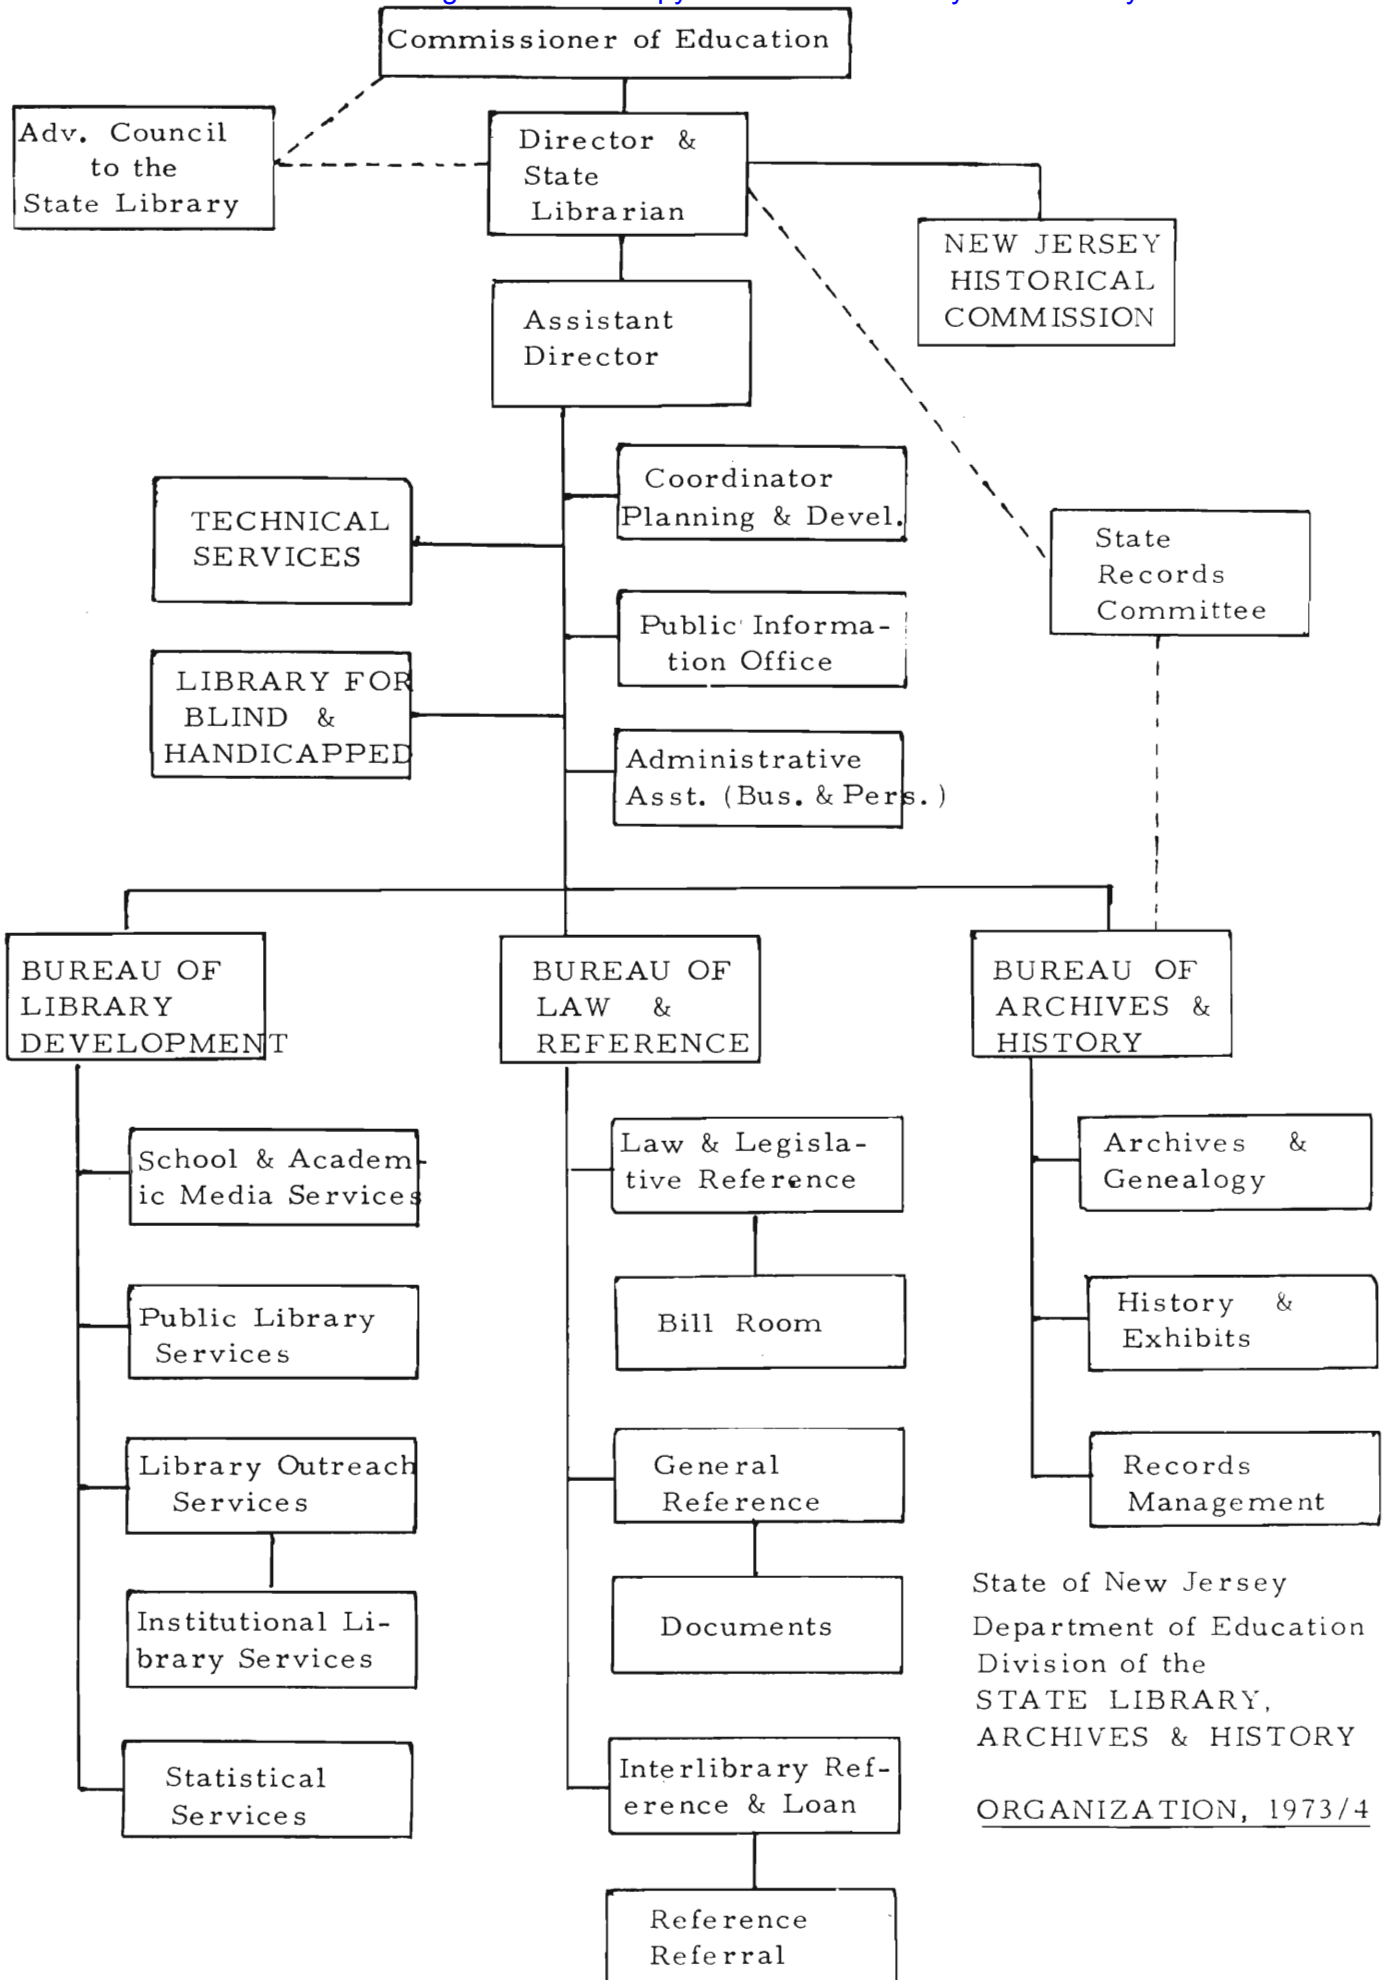 Commissioner of Education
Adv. Council
to the
State Library
Director &
State
Librarian
NEW JERSEY
HISTORICAL
COMMISSION
Assistant
Director
Coordinator
Planning & Devel.
TECHNICAL
SERVICES
State
Records
Committee
Public Informa-
tion Office
LIBRARY FOR
BLIND &
HANDICAPPED
Administrative
Asst. (Bus. & Pers.)
BUREAU OF
LIBRARY
DEVELOPMENT
BUREAU OF
LAW &
REFERENCE
BUREAU OF
ARCHIVES &
HISTORY
School & Academ-
ic Media Services
Public Library
Services
Library Outreach
Services
Institutional Li-
brary Services
Statistical
Services
Law & Legisla-
tive Reference
Bill Room
General
Reference
Documents
Interlibrary Ref-
erence & Loan
Reference
Referral
Archives &
Genealogy
History &
Exhibits
Records
Management
State of New Jersey
Department of Education
Division of the
STATE LIBRARY,
ARCHIVES & HISTORY
ORGANIZATION, 1973/4